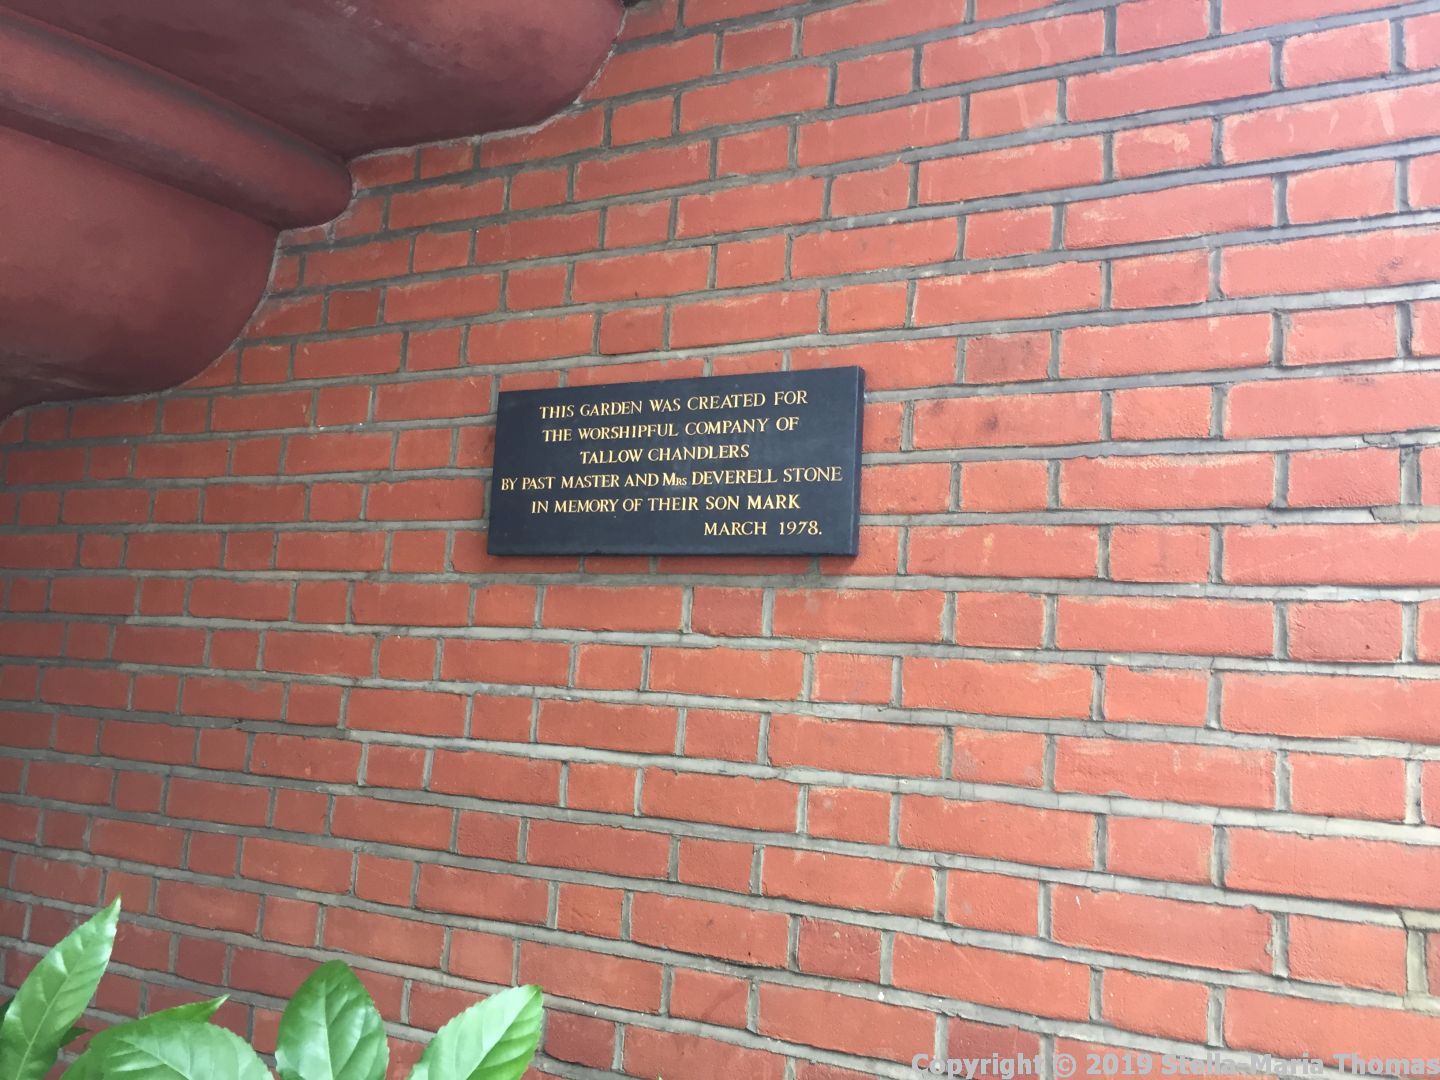 THIS GARDEN WAS CREATED FOR
THE WORSHIPFUL COMPANY OF
TALLOW CHANDLERS
BY PAST MASTER AND MRS DEVERELL STONE
IN MEMORY OF THEIR SON MARK
MARCH 1978.
Copyright © 2019 Stella-Maria Thomas